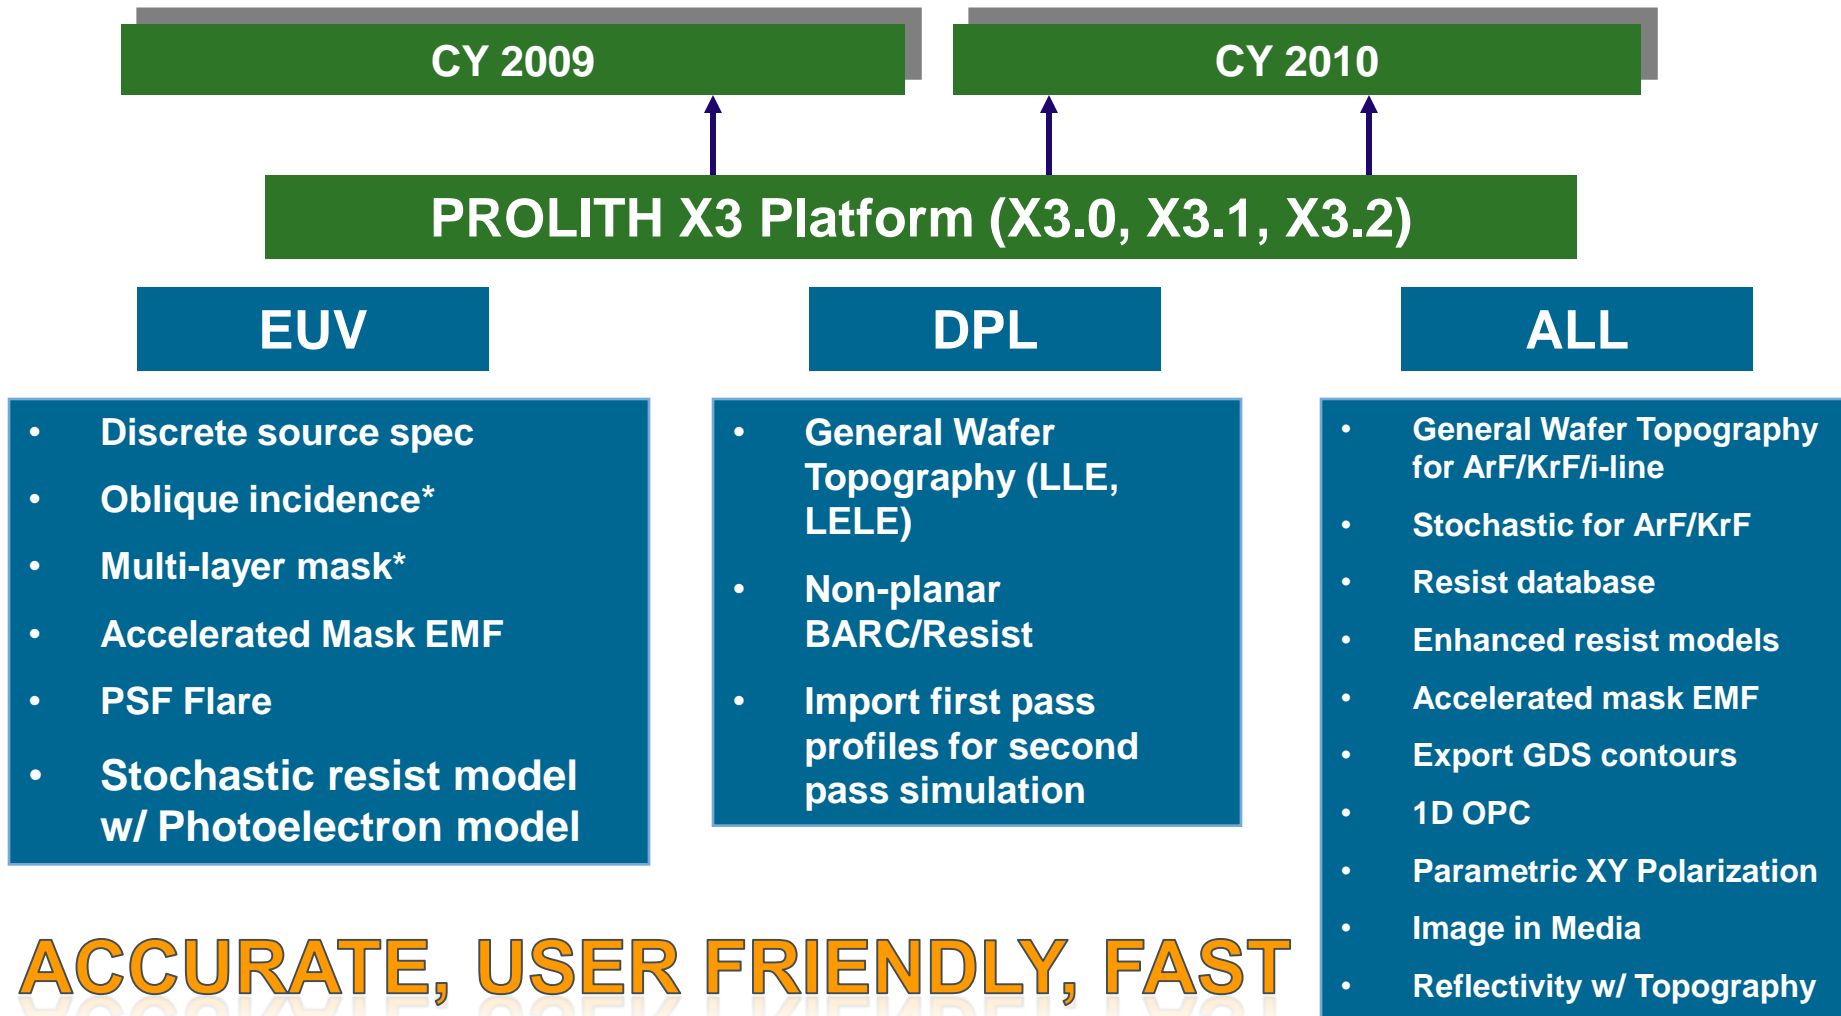 CY 2009
CY 2010
PROLITH X3 Platform (X3.0, X3.1, X3.2)
EUV
• Discrete source spec
• Oblique incidence*
• Multi-layer mask*
• Accelerated Mask EMF
• PSF Flare
• Stochastic resist model
w/ Photoelectron model
DPL
• General Wafer
Topography (LLE,
LELE)
• Non-planar
BARC/Resist
• Import first pass
profiles for second
pass simulation
ALL
• General Wafer Topography
for ArF/KrF/i-line
• Stochastic for ArF/KrF
• Resist database
• Enhanced resist models
• Accelerated mask EMF
• Export GDS contours
• 1D OPC
• Parametric XY Polarization
• Image in Media
• Reflectivity w/ Topography
ACCURATE, USER FRIENDLY, FAST